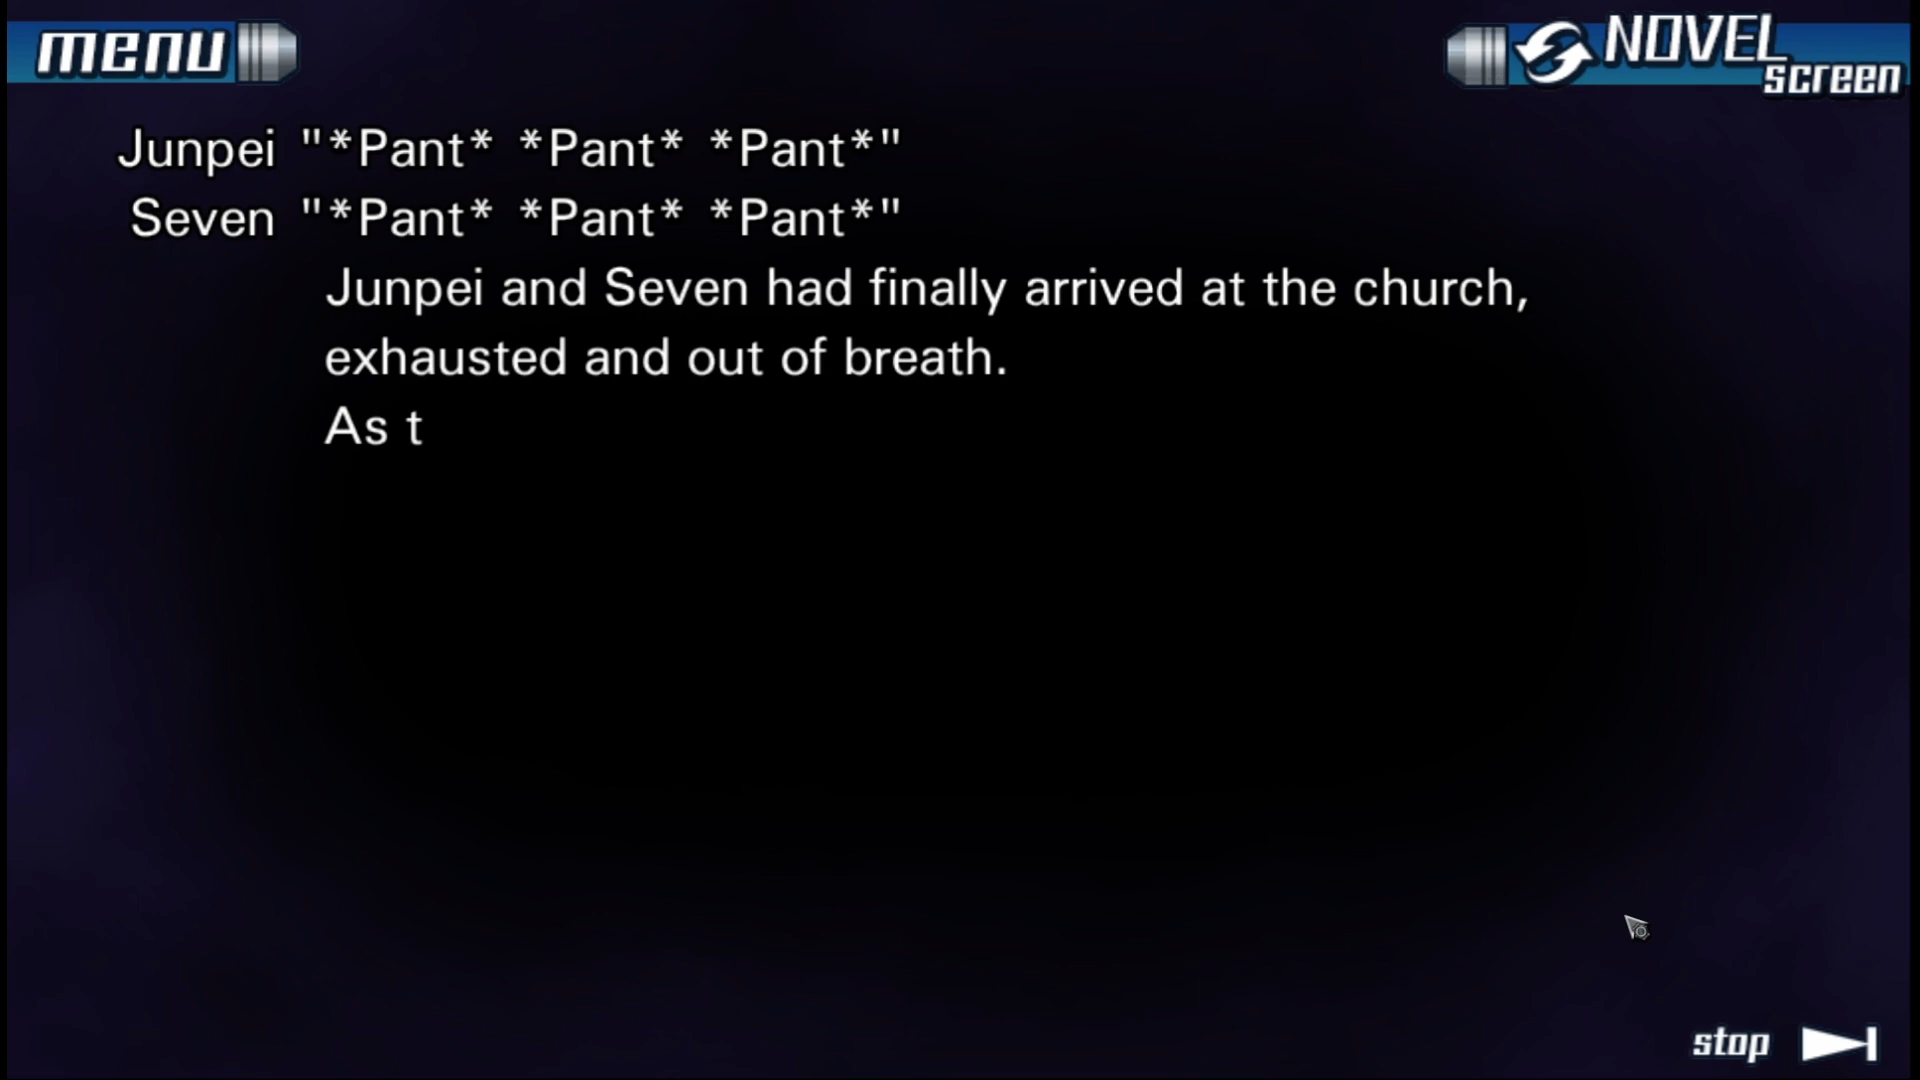 menu
NOVEL
screen
Junpei "*Pant* *Pant* *Pant*"
Seven "*Pant* *Pant* *Pant*"
Junpei and Seven had finally arrived at the church,
exhausted and out of breath.
As t
stop